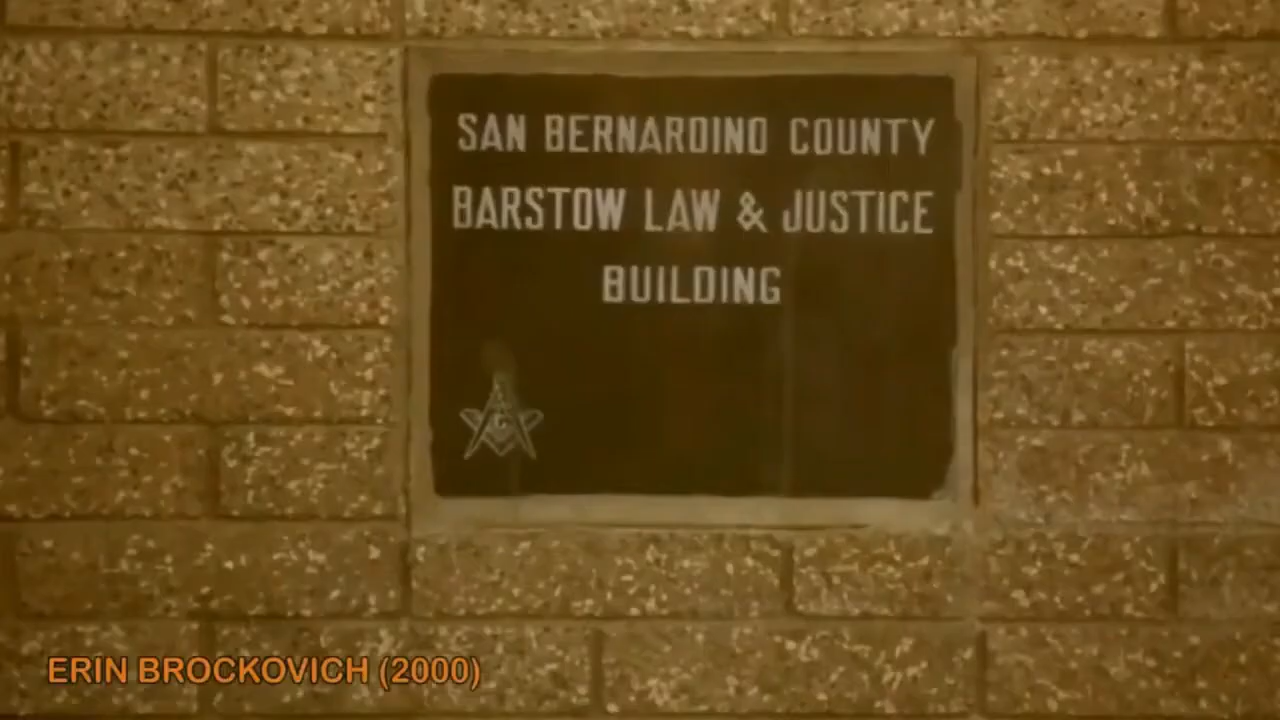 SAN BERNARDINO COUNTY
BARSTOW LAW & JUSTICE
BUILDING
G
ERIN BROCKOVICH (2000)